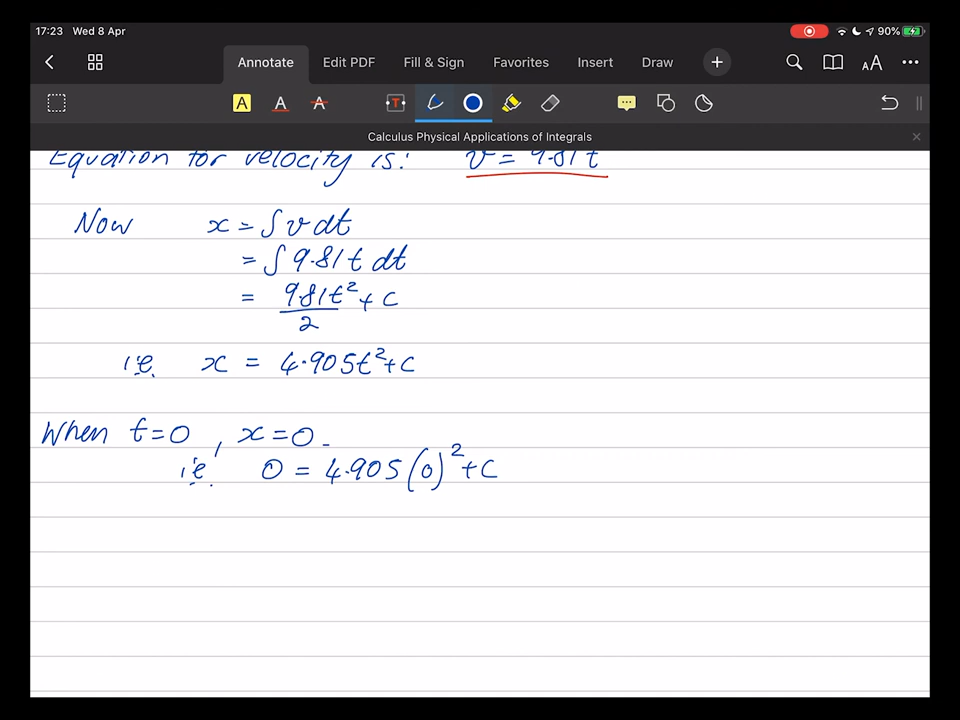 17:23 Wed 8 Apr 90%
Annotate Edit PDF Fill & Sign Favorites Insert Draw
Calculus Physical Applications of Integrals
Equation for velocity is: v = 9.81t
Now x = ∫v dt
= ∫9.81t dt
= 9.81t²/2 + c
i.e. x = 4.905t² + c
When t=0, x=0.
i.e. 0 = 4.905(0)² + c